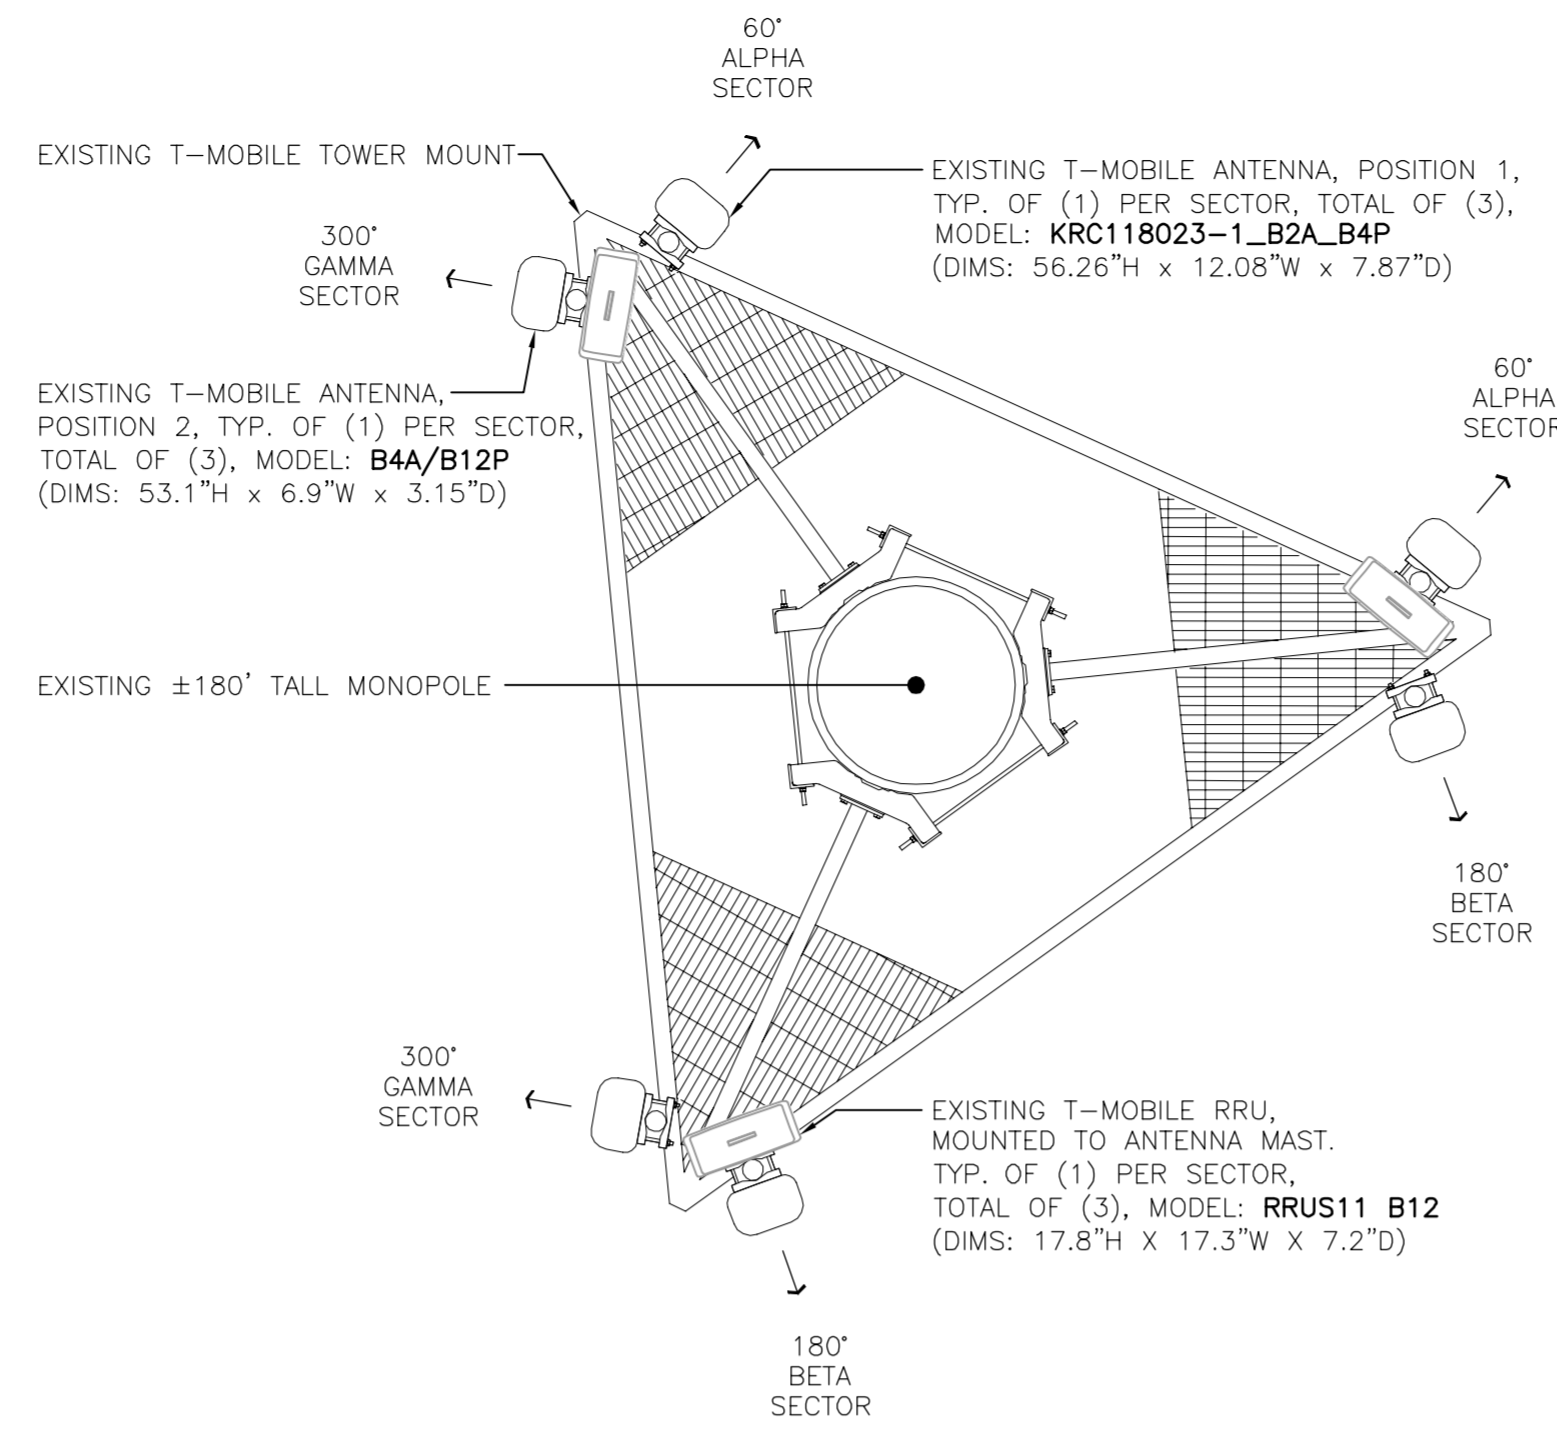 60°
ALPHA
SECTOR
EXISTING T-MOBILE TOWER MOUNT
EXISTING T-MOBILE ANTENNA, POSITION 1,
TYP. OF (1) PER SECTOR, TOTAL OF (3),
MODEL: KRC118023-1_B2A_B4P
(DIMS: 56.26"H x 12.08"W x 7.87"D)
300°
GAMMA
SECTOR
EXISTING T-MOBILE ANTENNA,
POSITION 2, TYP. OF (1) PER SECTOR,
TOTAL OF (3), MODEL: B4A/B12P
(DIMS: 53.1"H x 6.9"W x 3.15"D)
60°
ALPHA
SECTOR
EXISTING ±180' TALL MONOPOLE
180°
BETA
SECTOR
300°
GAMMA
SECTOR
EXISTING T-MOBILE RRU,
MOUNTED TO ANTENNA MAST.
TYP. OF (1) PER SECTOR,
TOTAL OF (3), MODEL: RRUS11 B12
(DIMS: 17.8"H X 17.3"W X 7.2"D)
180°
BETA
SECTOR